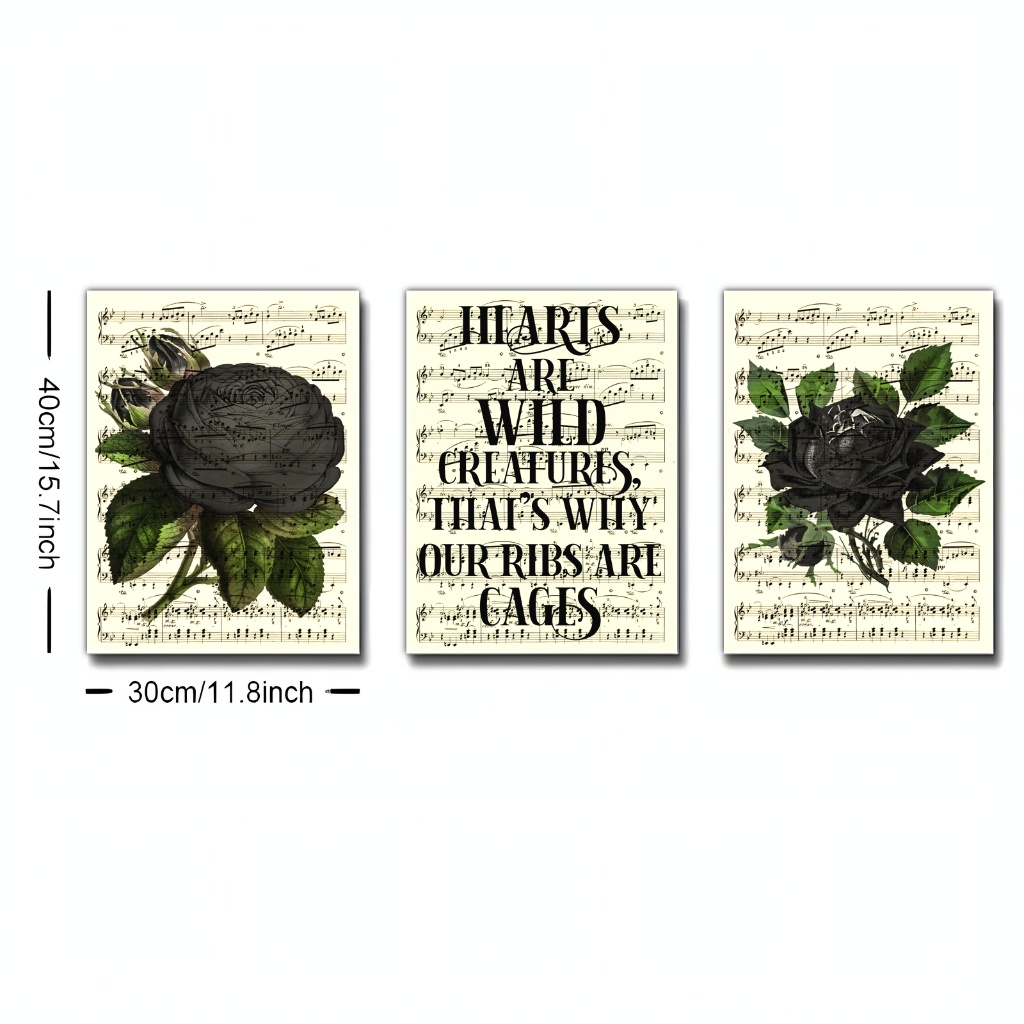 HEARTS
ARE
WILD
CREATURES,
THAT'S WHY
OUR RIBS ARE
CAGES
40cm/15.7inch
30cm/11.8inch